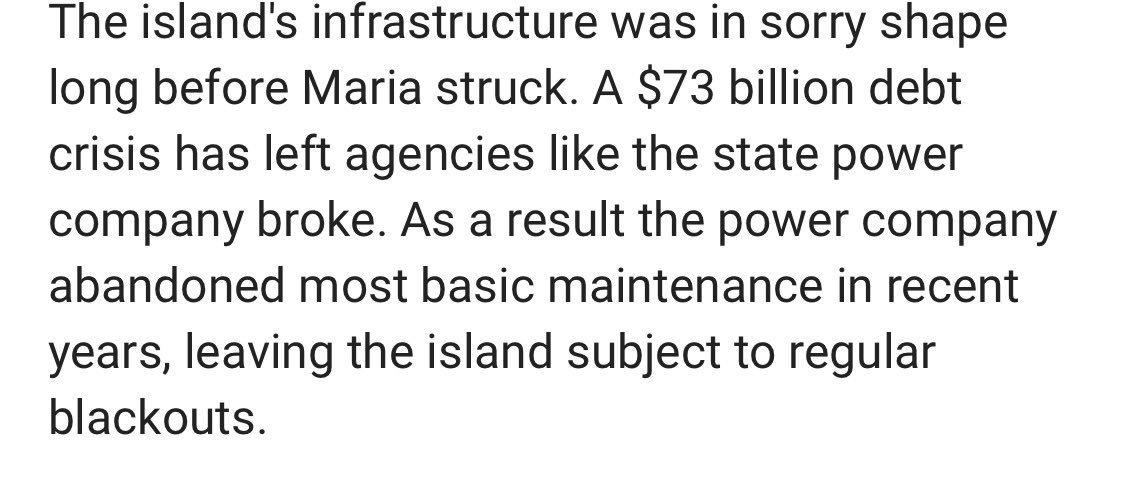 The island's infrastructure was in sorry shape
long before Maria struck. A $73 billion debt
crisis has left agencies like the state power
company broke. As a result the power company
abandoned most basic maintenance in recent
years, leaving the island subject to regular
blackouts.